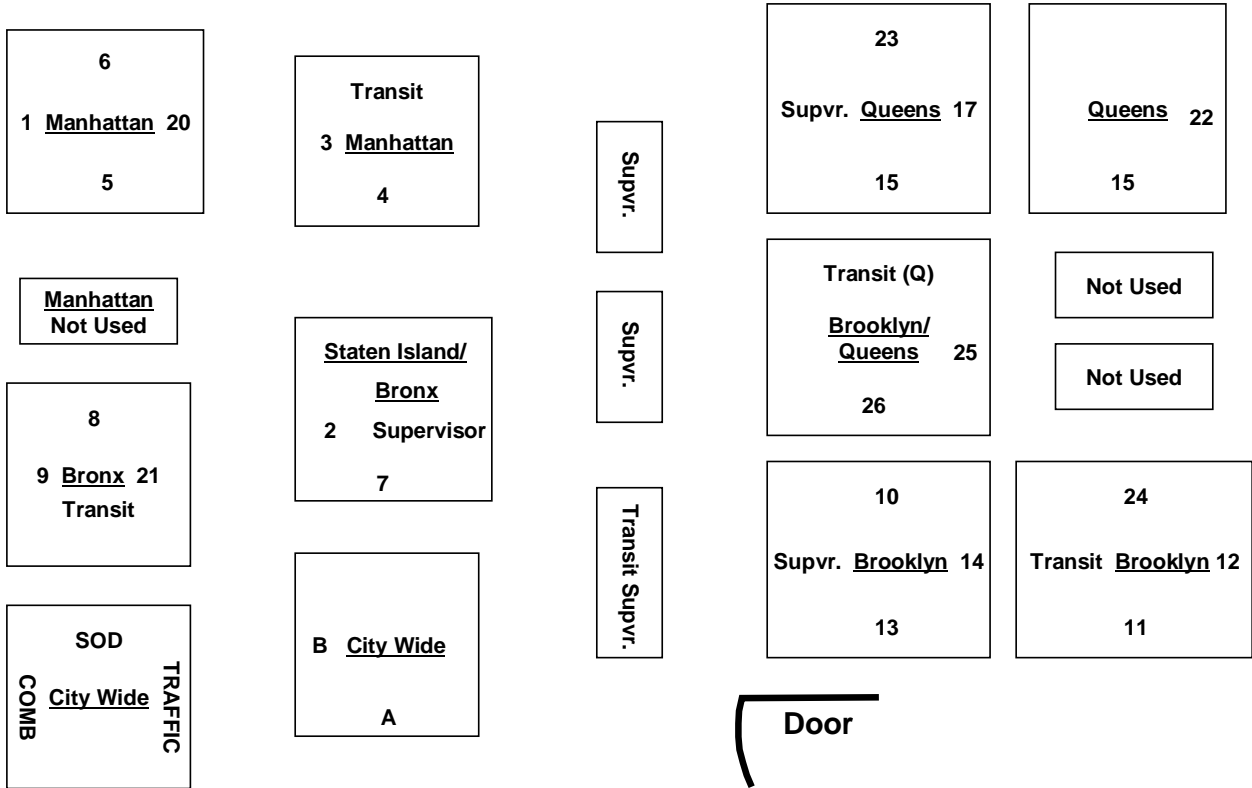 6
1 Manhattan 20
5
Transit
3 Manhattan
4
Supvr.
23
Supvr. Queens 17
15
Queens 22
15
Manhattan
Not Used
Staten Island/
Bronx
2 Supervisor
7
Supvr.
Transit (Q)
Brooklyn/
Queens 25
26
Not Used
Not Used
8
9 Bronx 21
Transit
Transit Supvr.
10
Supvr. Brooklyn 14
13
24
Transit Brooklyn 12
11
SOD
COMB
City Wide
TRAFFIC
B City Wide
A
Door